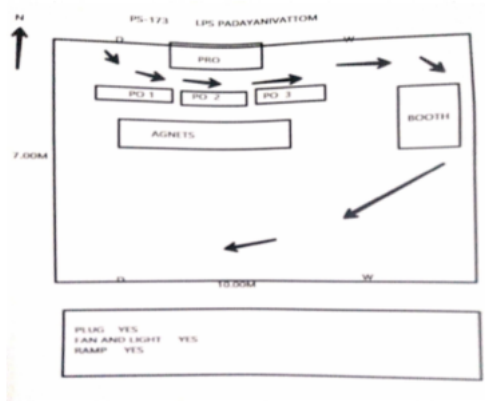 N
PS-173 LPS PADAYANIVATTOM
D W
PRO
PO 1 PO 2 PO 3
BOOTH
AGNETS
7.00M
D W
10.00M
PLUG YES
FAN AND LIGHT YES
RAMP YES